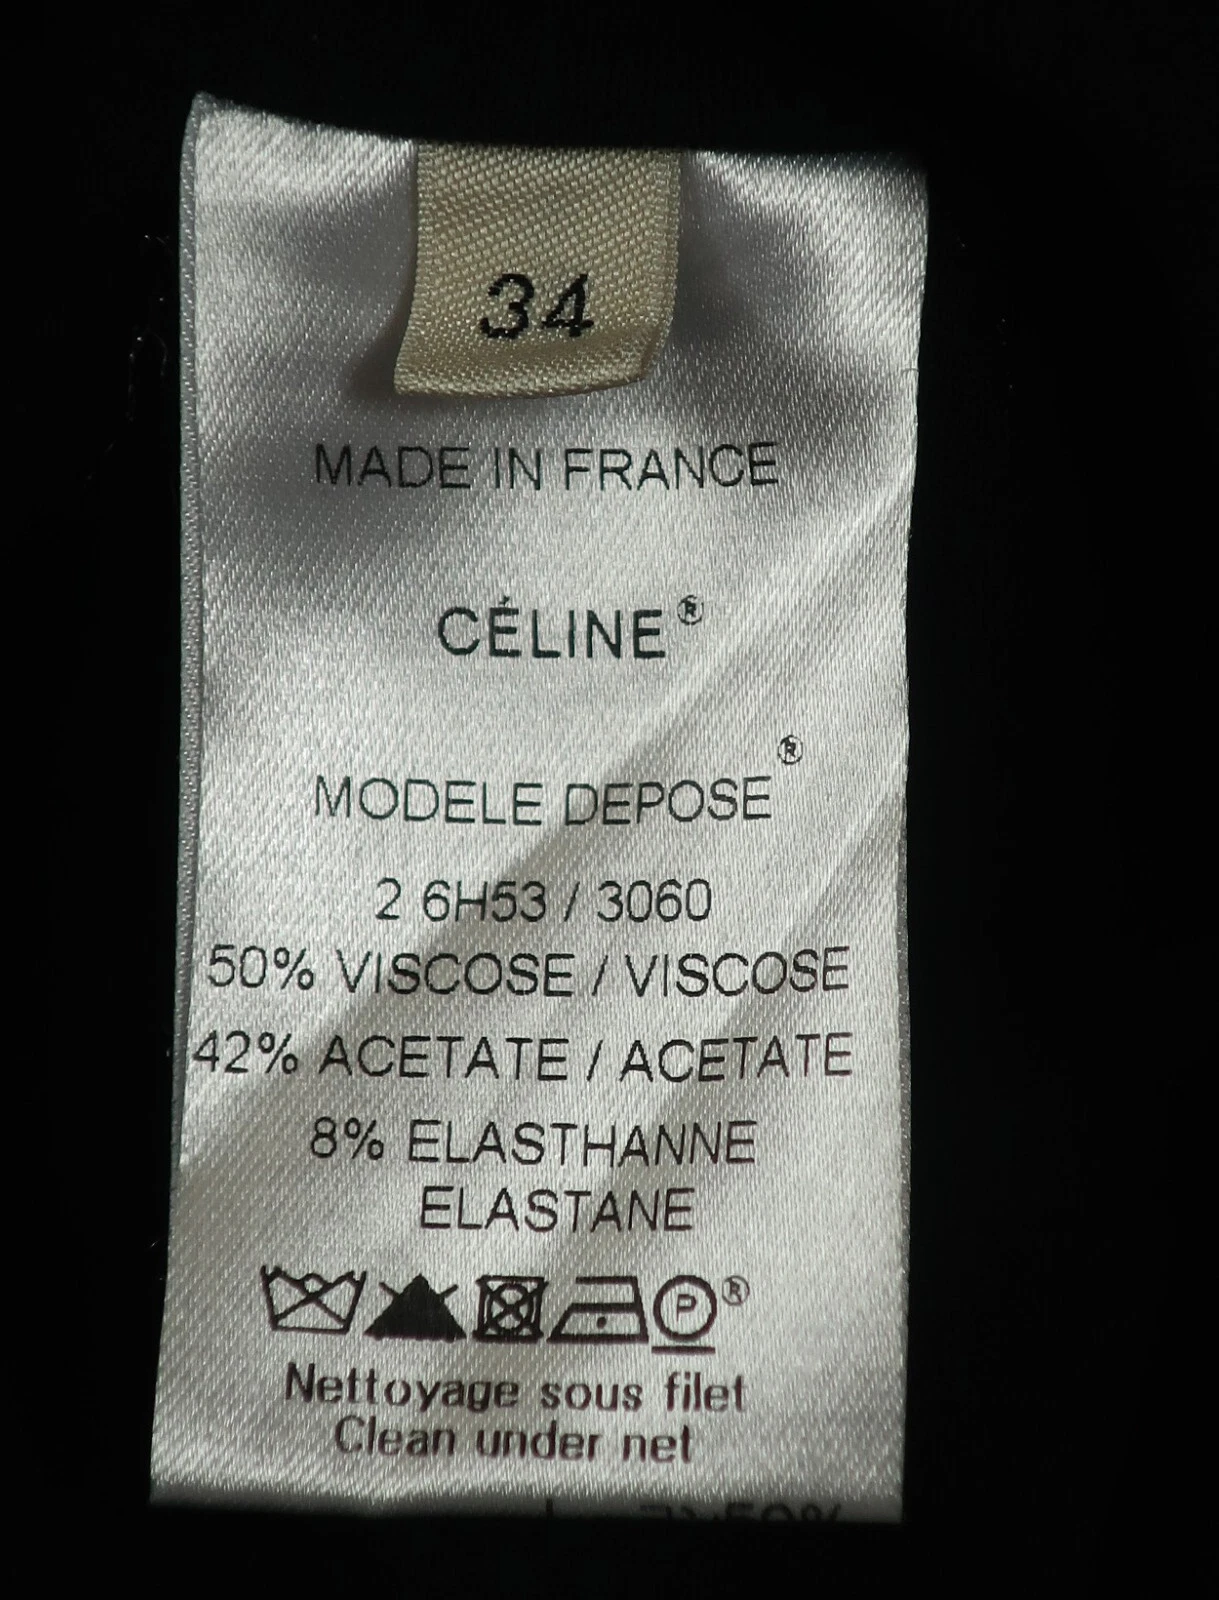 34
MADE IN FRANCE
CÉLINE®
MODELE DEPOSE®
2 6H53 / 3060
50% VISCOSE / VISCOSE
42% ACETATE / ACETATE
8% ELASTHANNE
ELASTANE
P ®
Nettoyage sous filet
Clean under net